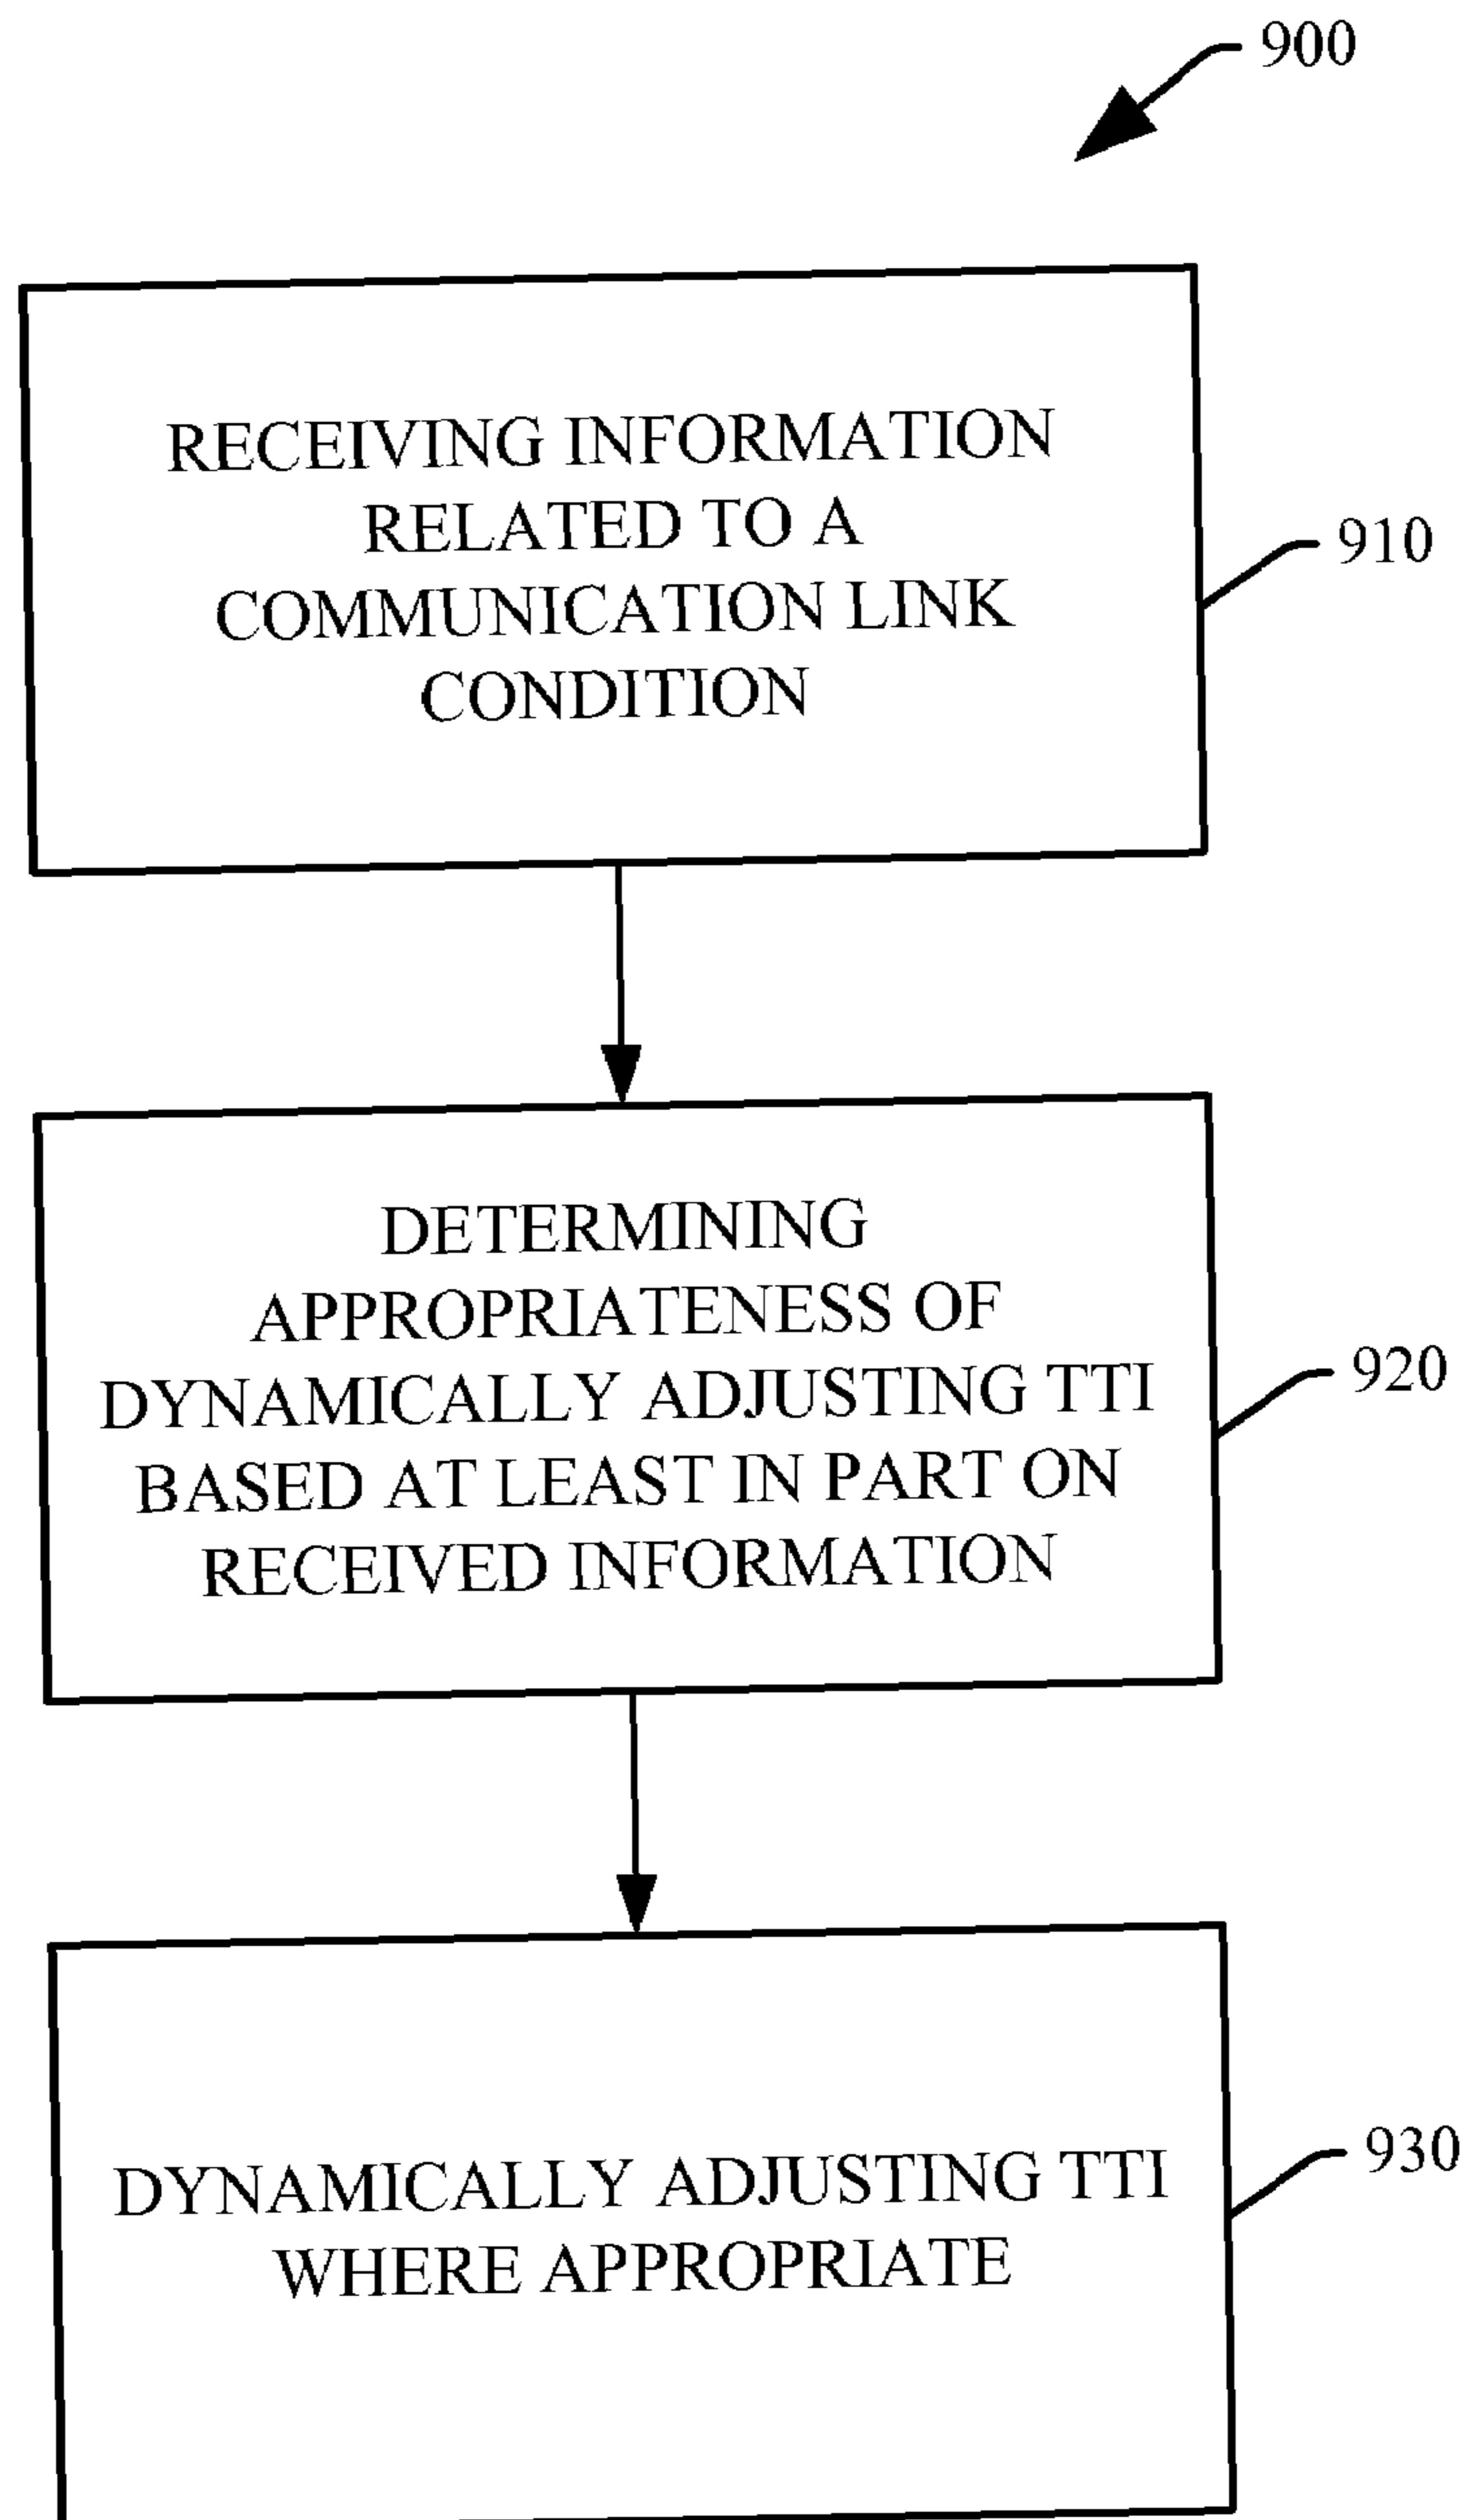 900
RECEIVING INFORMATION
RELATED TO A
COMMUNICATION LINK
CONDITION
910
DETERMINING
APPROPRIATENESS OF
DYNAMICALLY ADJUSTING TTI
BASED AT LEAST IN PART ON
RECEIVED INFORMATION
920
DYNAMICALLY ADJUSTING TTI
WHERE APPROPRIATE
930